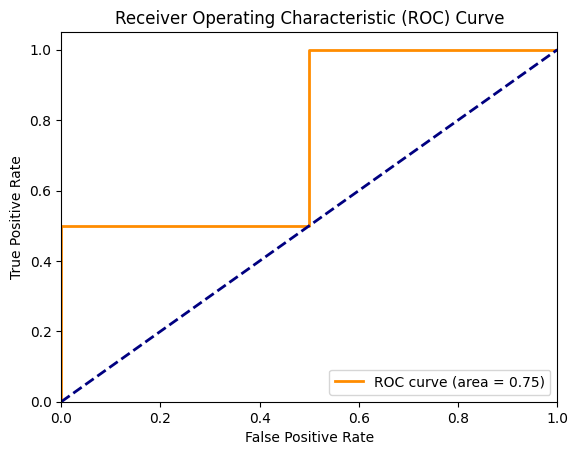 Receiver Operating Characteristic (ROC) Curve
1.0
0.8
0.6
0.4
0.2
0.0
True Positive Rate
ROC curve (area = 0.75)
0.0 0.2 0.4 0.6 0.8 1.0
False Positive Rate